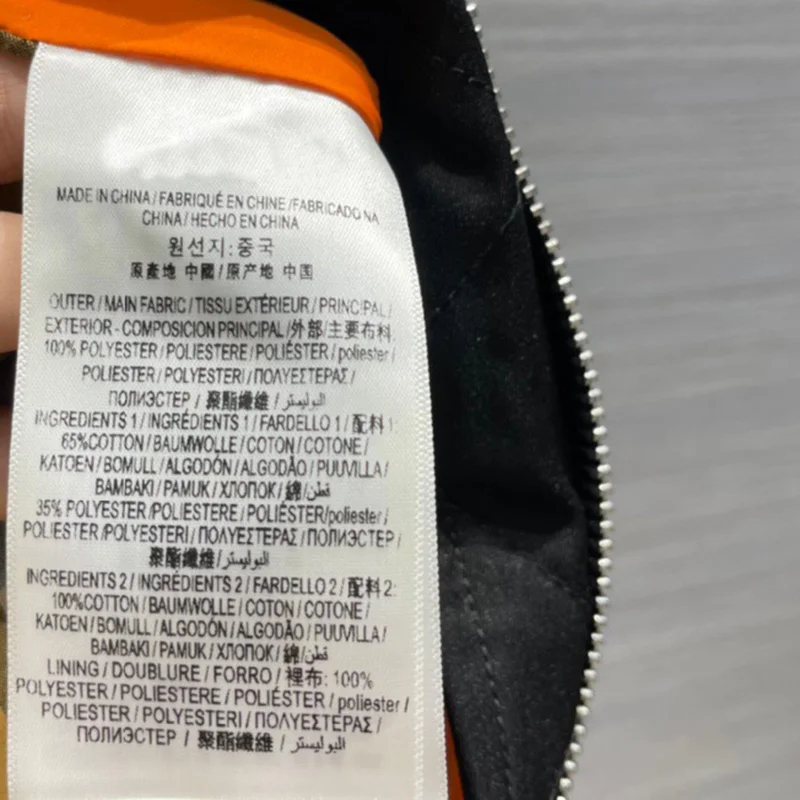 MADE IN CHINA / FABRIQUÉ EN CHINE /FABRICADO NA
CHINA / HECHO EN CHINA
원선지:중국
原產地 中國 / 原产地 中国
OUTER / MAIN FABRIC / TISSU EXTÉRIEUR / PRINCIPAL /
EXTERIOR - COMPOSICION PRINCIPAL /外部/主要布料:
100% POLYESTER / POLIESTERE / POLIÉSTER / poliester /
POLIESTER / POLYESTERI / ΠΟΛΥΕΣΤΕΡΑΣ /
ПОЛИЭСТЕР / 聚酯纖維 / البوليستر /
INGREDIENTS 1 / INGRÉDIENTS 1 / FARDELLO 1 / 配料 1:
65%COTTON / BAUMWOLLE / COTON / COTONE /
KATOEN / BOMULL / ALGODÓN / ALGODÃO / PUUVILLA /
BAMBAKI / PAMUK / ХЛОПОК / 綿/قطن/
35% POLYESTER /POLIESTERE / POLIÉSTER/poliester /
POLIESTER /POLYESTERI / ΠΟΛΥΕΣΤΕΡΑΣ /ПОЛИЭСТЕР /
聚酯纖維/البوليستر/
INGREDIENTS 2 / INGRÉDIENTS 2 / FARDELLO 2 / 配料 2:
100%COTTON / BAUMWOLLE / COTON / COTONE /
KATOEN / BOMULL / ALGODÓN / ALGODÃO / PUUVILLA /
BAMBAKI / PAMUK / ХЛОПОК / 綿/قطن/
LINING / DOUBLURE / FORRO / 裡布: 100%
POLYESTER / POLIESTERE / POLIÉSTER / poliester /
POLIESTER / POLYESTERI / ΠΟΛΥΕΣΤΕΡΑΣ /
ПОЛИЭСТЕР / 聚酯纖維 / البوليستر /